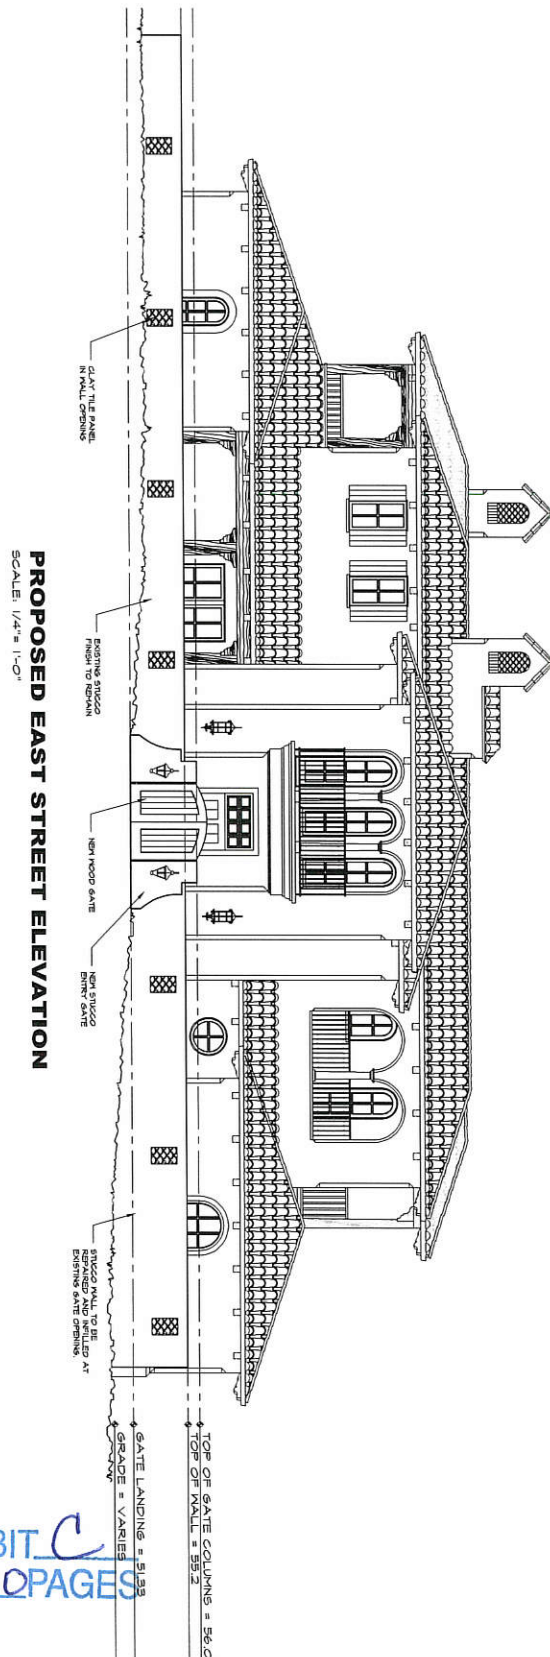 CLAY TILE PANEL
IN WALL OPENING
EXISTING STUCCO
FINISH TO REMAIN
NEW WOOD GATE
NEW STUCCO
ENTRY GATE
STUCCO WALL TO BE
REPAIRED AND INFILLED AT
EXISTING GATE OPENING.
TOP OF GATE COLUMNS = 56.0
TOP OF WALL = 55.2
GATE LANDING = 51.33
GRADE = VARIES
PROPOSED EAST STREET ELEVATION
SCALE: 1/4" = 1'-0"
BIT C
PAGES